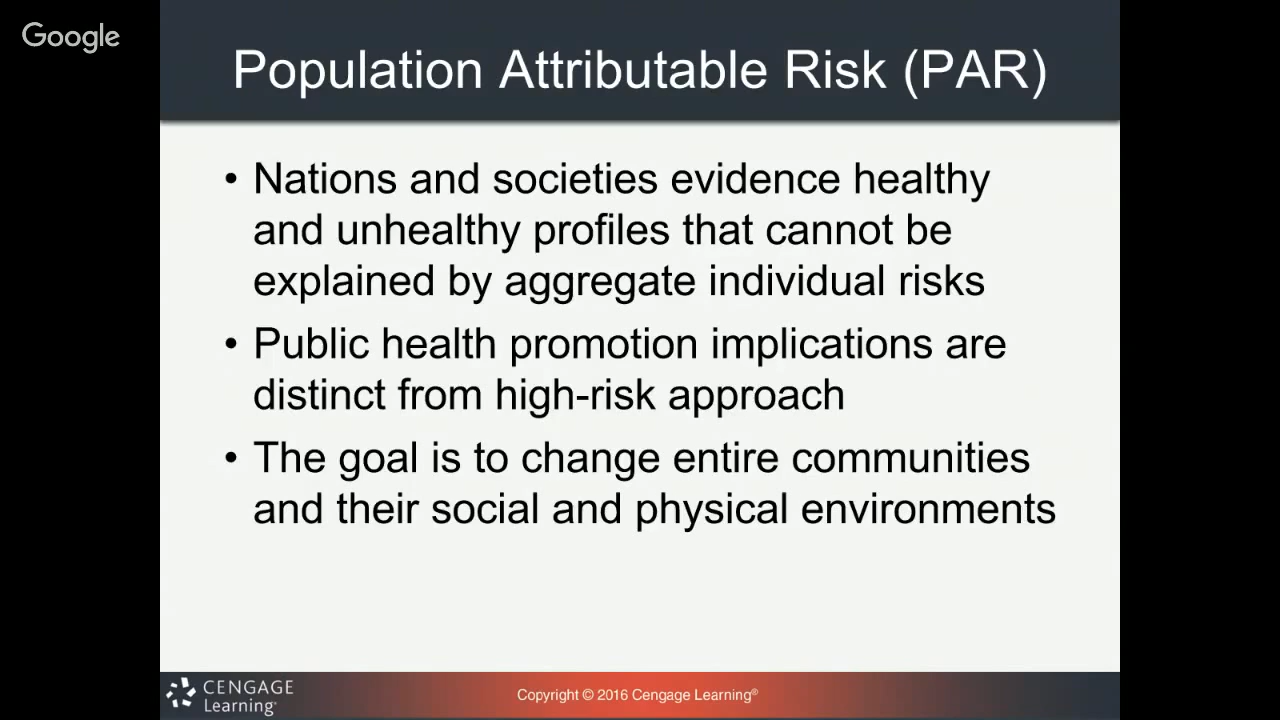 Google
Population Attributable Risk (PAR)
• Nations and societies evidence healthy
and unhealthy profiles that cannot be
explained by aggregate individual risks
• Public health promotion implications are
distinct from high-risk approach
• The goal is to change entire communities
and their social and physical environments
CENGAGE
Learning™
Copyright © 2016 Cengage Learning®